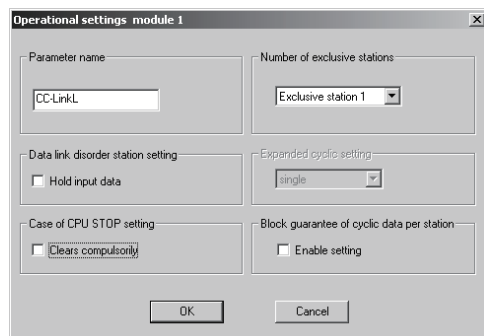 Operational settings module 1
Parameter name
CC-LinkL
Number of exclusive stations
Exclusive station 1
Data link disorder station setting
Hold input data
Expanded cyclic setting
single
Case of CPU STOP setting
Clears compulsorily
Block guarantee of cyclic data per station
Enable setting
OK
Cancel